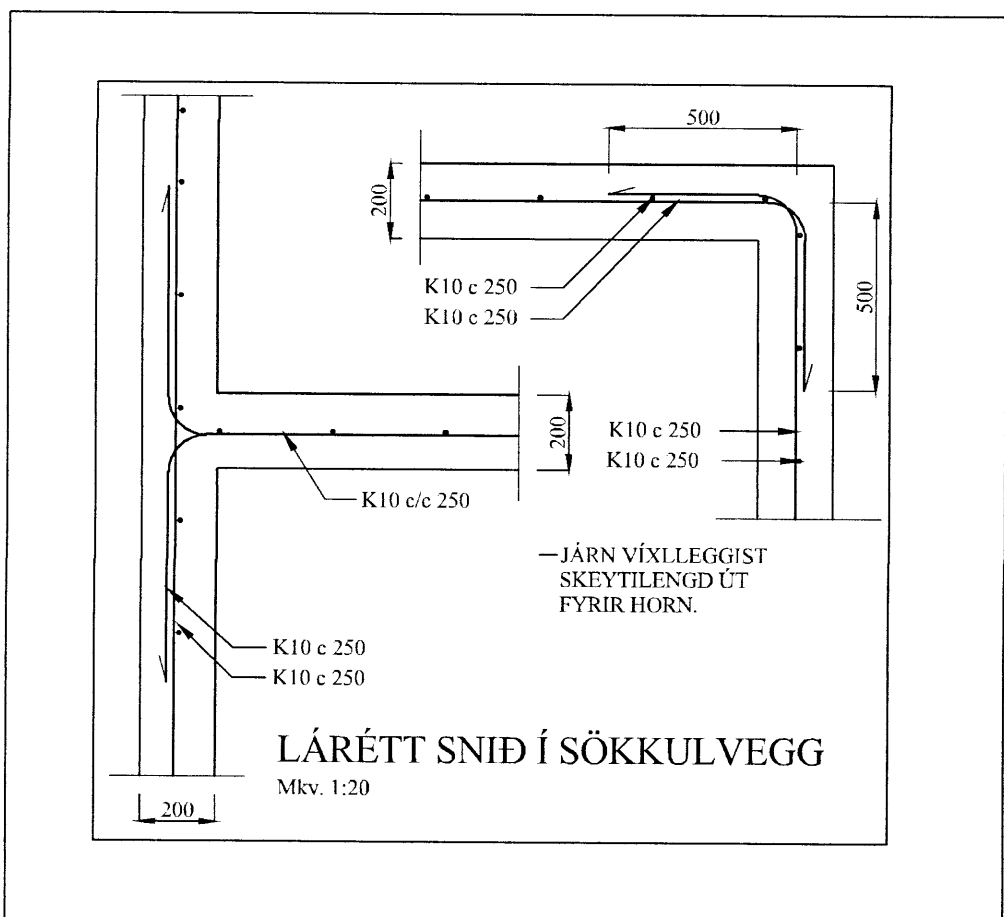 500
200
K10 c 250
K10 c 250
500
200
K10 c 250
K10 c 250
K10 c/c 250
— JÁRN VÍXLLEGGIST
SKEYTILENGD ÚT
FYRIR HORN.
K10 c 250
K10 c 250
LÁRÉTT SNIÐ Í SÖKKULVEGG
Mkv. 1:20
200